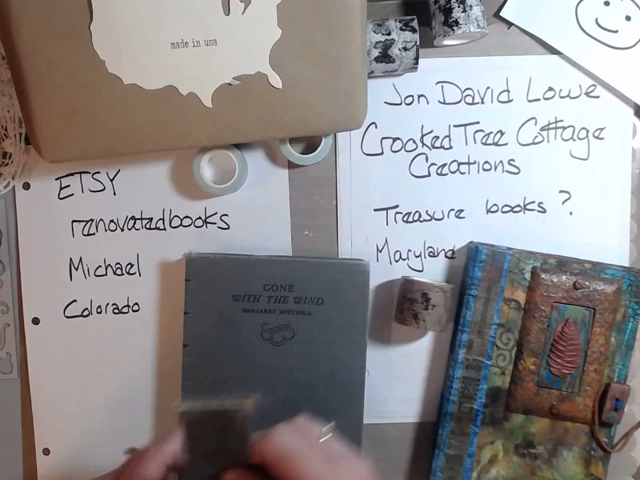 made in usa
ETSY
renovatedbooks
Michael
Colorado
Jon David Lowe
Crooked Tree Cottage
Creations
Treasure books ?
Maryland
GONE
WITH THE WIND
MARGARET MITCHELL